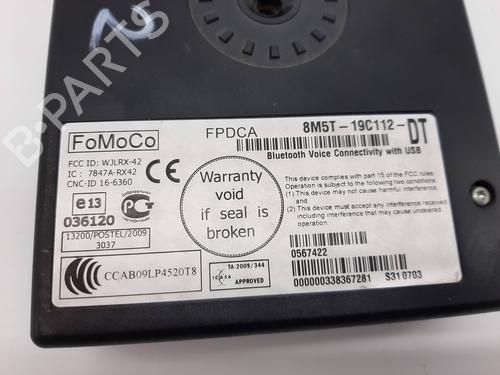 B-PARTS
N
FoMoCo
FPDCA
8M5T-19C112-DT
Bluetooth Voice Connectivity with USB
FCC ID: WJLRX-42
IC : 7847A-RX42
CNC-ID 16-6360
CE
Warranty
void
if seal is
broken
This device complies with part 15 of the FCC rules.
Operation is subject to the following two conditions.
(1) This device may not cause harmful interference,
and
(2) This device must accept any interference received,
including interference that may cause undesired
operation.
e13
036120
13200/POSTEL/2009
3037
0567422
CCAB09LP4520T8
ICASA
TA-2009/344
APPROVED
000000338367281 S31 0703